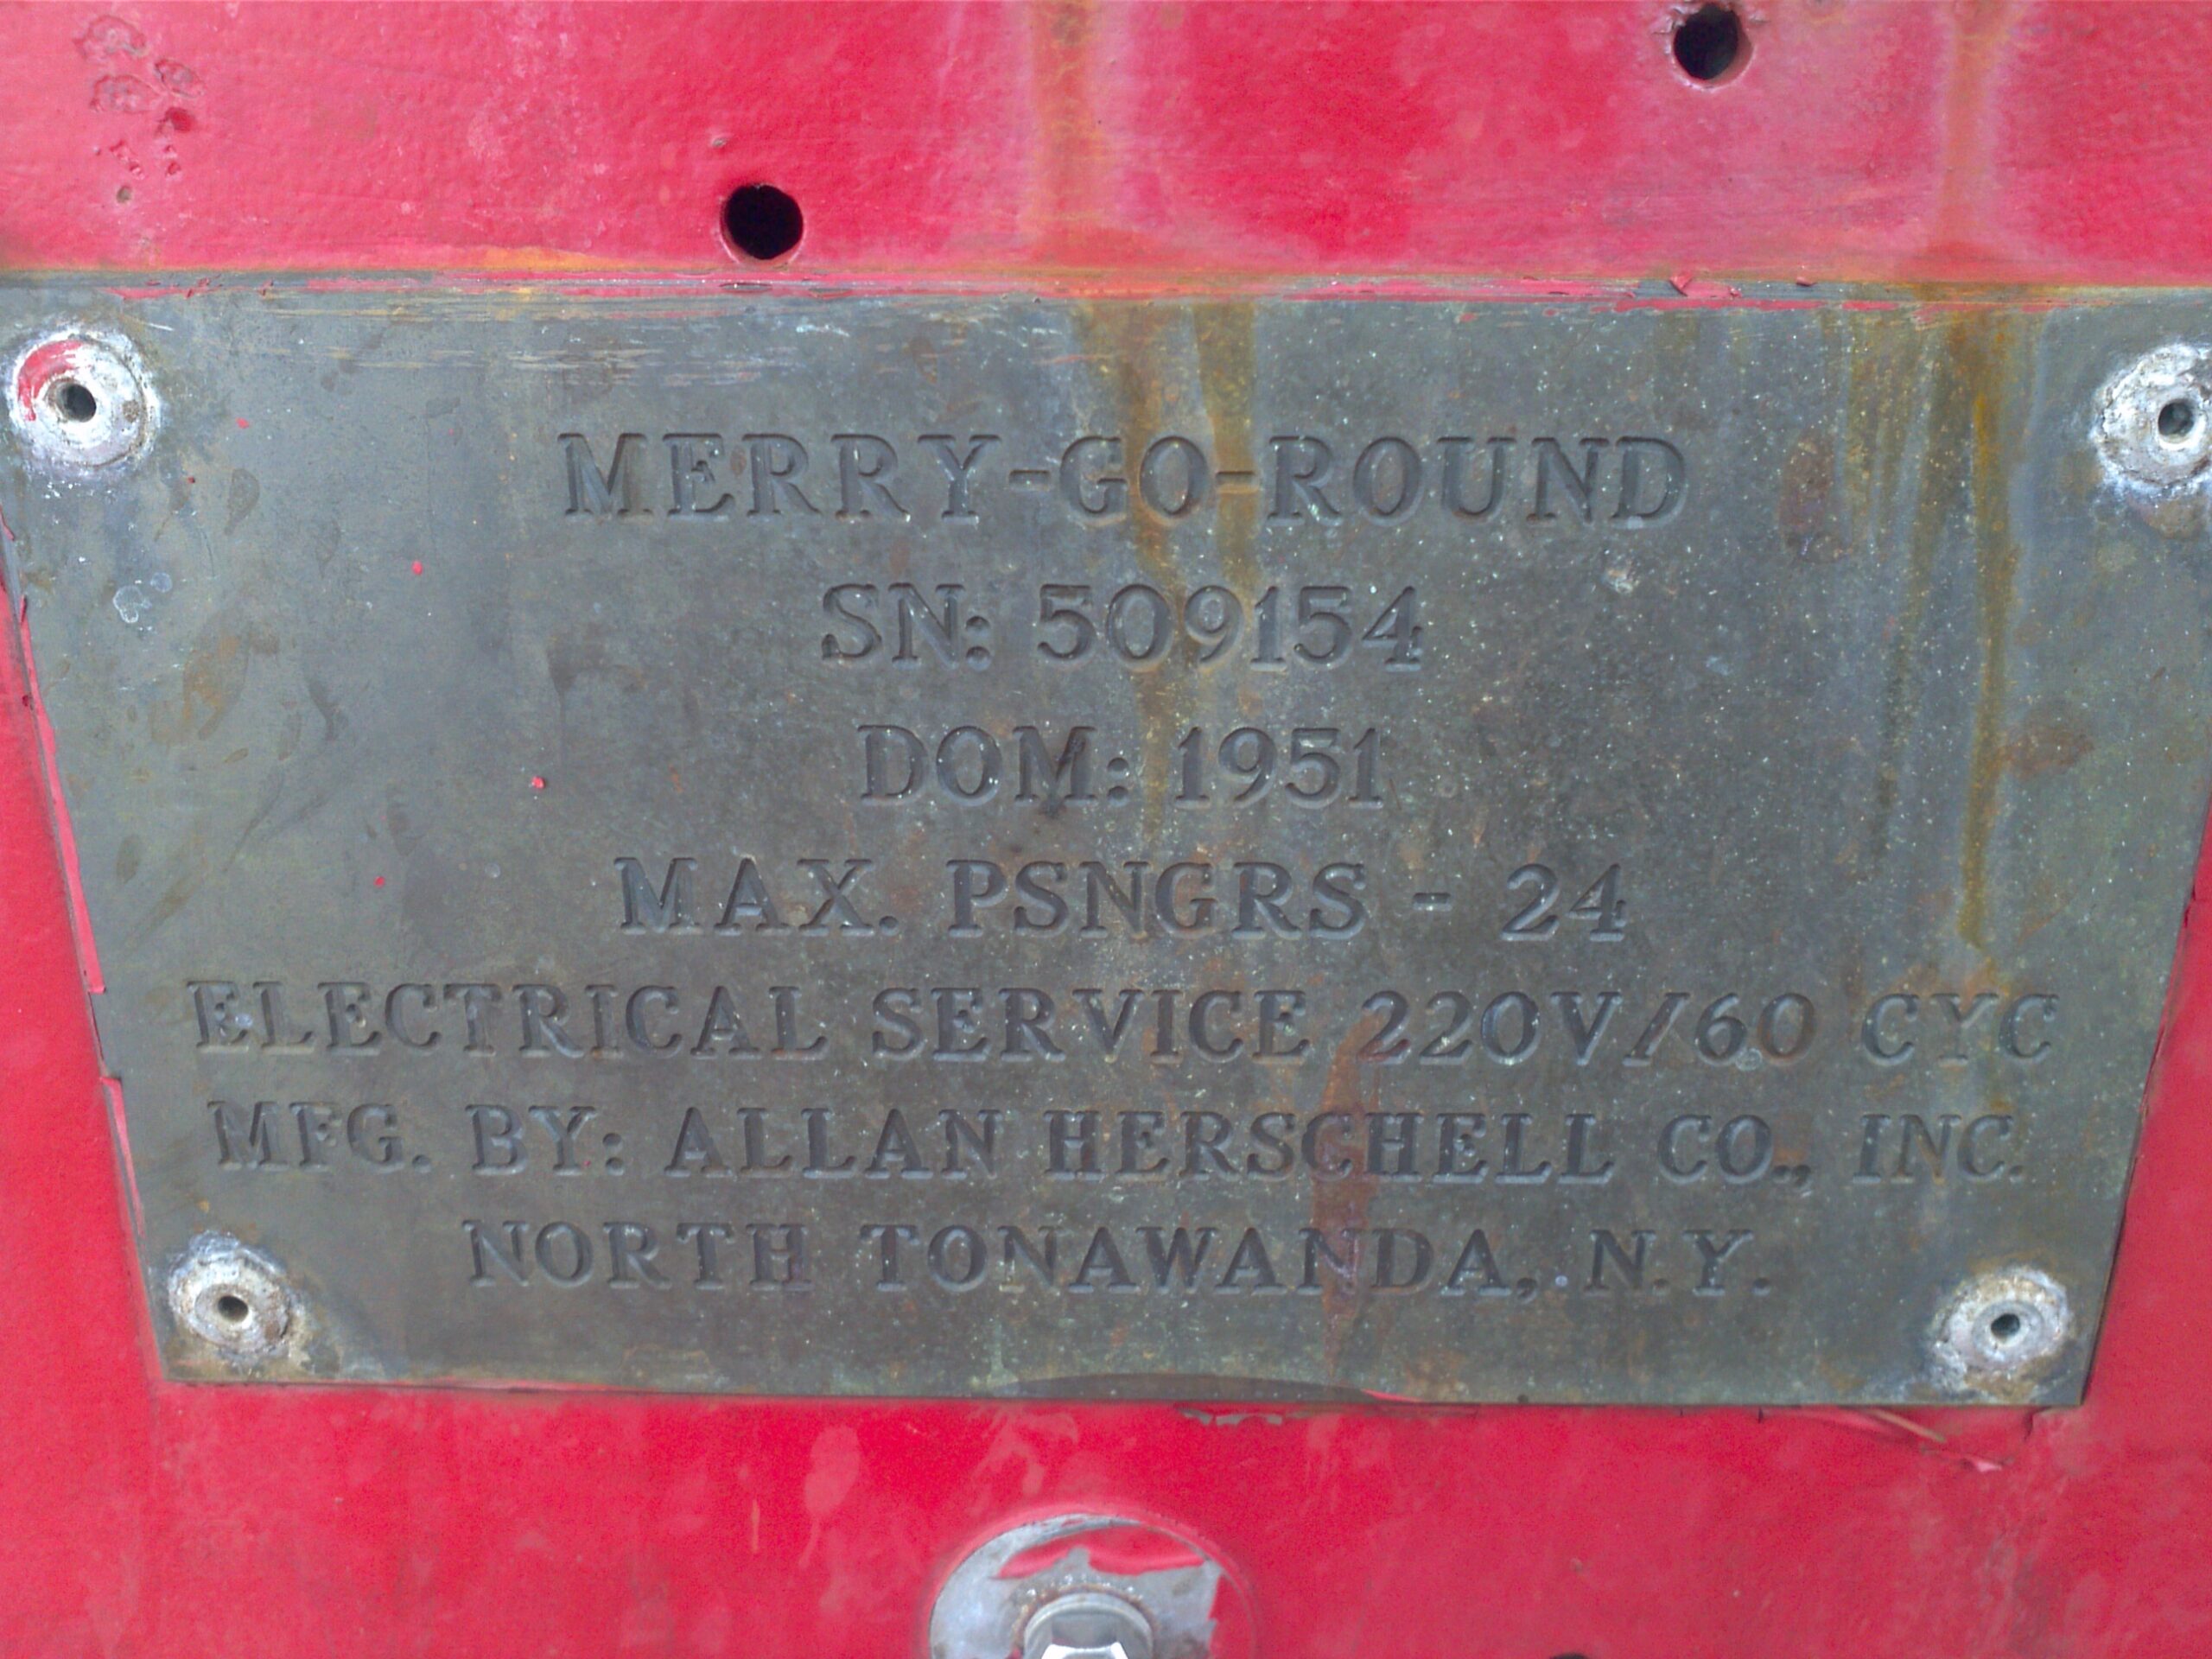 MERRY-GO-ROUND
SN: 509154
DOM: 1951
MAX. PSNGRS - 24
ELECTRICAL SERVICE 220V/60 CYC
MFG. BY: ALLAN HERSCHELL CO., INC.
NORTH TONAWANDA, N.Y.